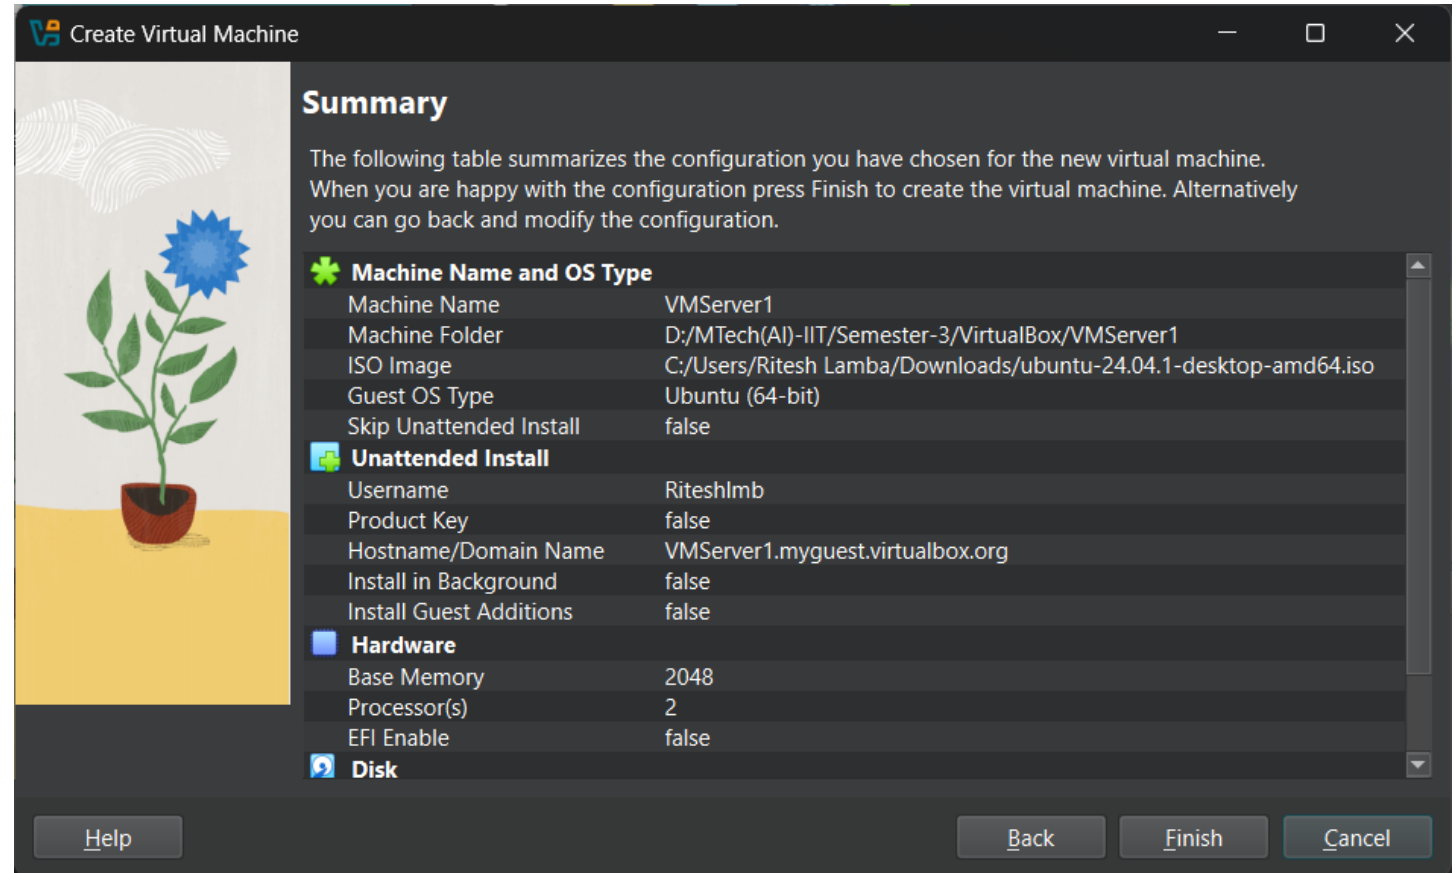 Create Virtual Machine
Summary
The following table summarizes the configuration you have chosen for the new virtual machine.
When you are happy with the configuration press Finish to create the virtual machine. Alternatively
you can go back and modify the configuration.
Machine Name and OS Type
Machine Name VMServer1
Machine Folder D:/MTech(AI)-IIT/Semester-3/VirtualBox/VMServer1
ISO Image C:/Users/Ritesh Lamba/Downloads/ubuntu-24.04.1-desktop-amd64.iso
Guest OS Type Ubuntu (64-bit)
Skip Unattended Install false
Unattended Install
Username Riteshlmb
Product Key false
Hostname/Domain Name VMServer1.myguest.virtualbox.org
Install in Background false
Install Guest Additions false
Hardware
Base Memory 2048
Processor(s) 2
EFI Enable false
Disk
Help Back Finish Cancel